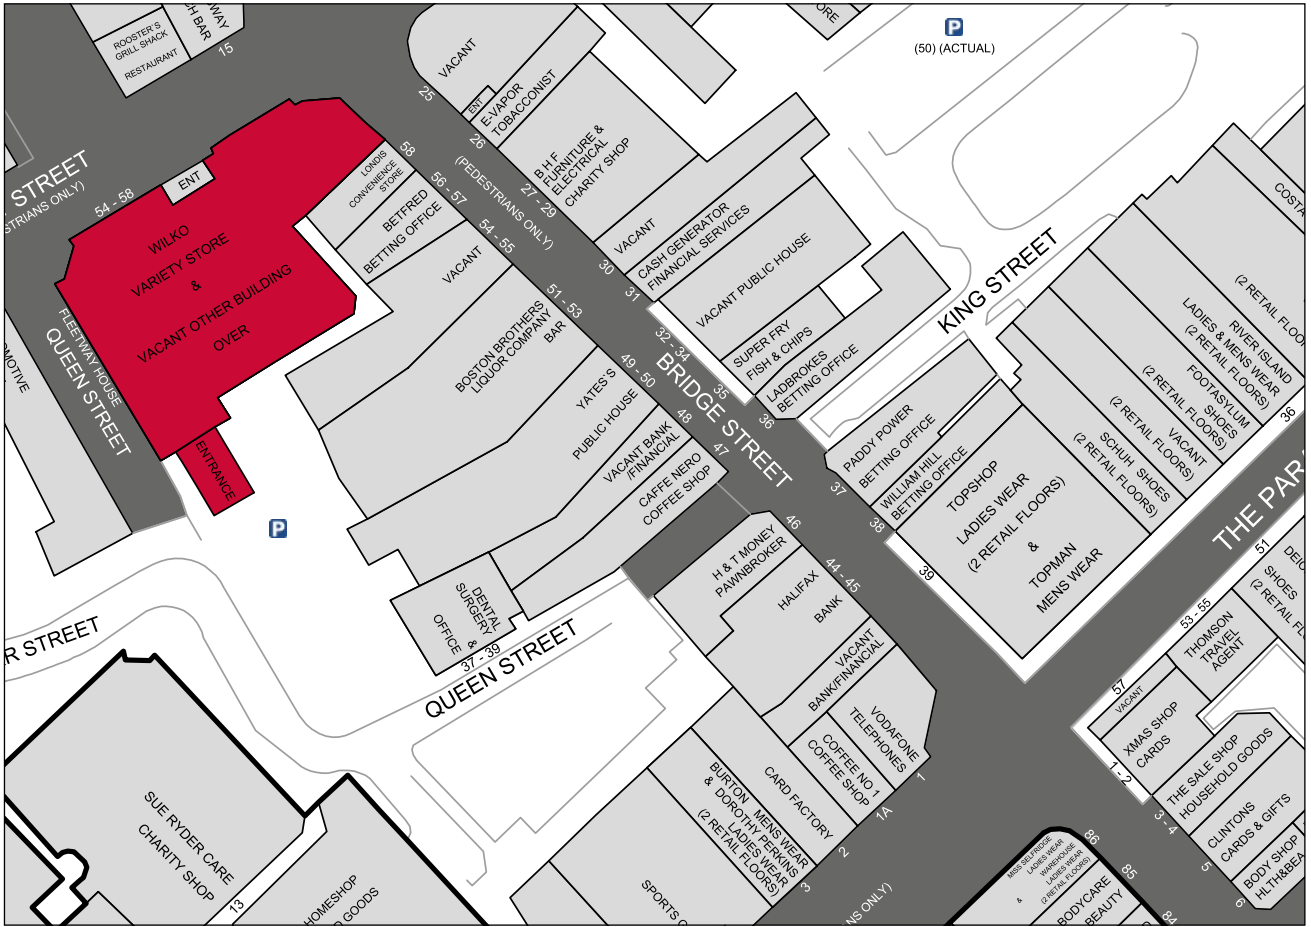 ROOSTER'S
GRILL SHACK
RESTAURANT
WAY
H BAR
15
VACANT
25
ENT
E-VAPOR
TOBACCONIST
26
(PEDESTRIANS ONLY)
B H F
FURNITURE &
ELECTRICAL
CHARITY SHOP
27 - 29
VACANT
30
CASH GENERATOR
FINANCIAL SERVICES
31
VACANT PUBLIC HOUSE
32 - 34
SUPER FRY
FISH & CHIPS
35
LADBROKES
BETTING OFFICE
36
ORE
P
(50) (ACTUAL)
STREET
STRIANS ONLY)
54 - 58
ENT
WILKO
VARIETY STORE
&
VACANT OTHER BUILDING
OVER
ENTRANCE
FLEETWAY HOUSE
QUEEN STREET
OMOTIVE
LONDIS
CONVENIENCE
STORE
58
BETFRED
BETTING OFFICE
56 - 57
VACANT
54 - 55
BOSTON BROTHERS
LIQUOR COMPANY
BAR
51 - 53
YATES'S
PUBLIC HOUSE
49 - 50
VACANT BANK
/FINANCIAL
48
CAFFE NERO
COFFEE SHOP
47
BRIDGE STREET
KING STREET
PADDY POWER
BETTING OFFICE
37
WILLIAM HILL
BETTING OFFICE
38
TOPSHOP
LADIES WEAR
(2 RETAIL FLOORS)
&
TOPMAN
MENS WEAR
39
SCHUH SHOES
(2 RETAIL FLOORS)
VACANT
(2 RETAIL FLOORS)
FOOTASYLUM
SHOES
(2 RETAIL FLOORS)
RIVER ISLAND
LADIES & MENS WEAR
(2 RETAIL FLOORS)
(2 RETAIL FLOO
COSTA
36
THE PAR
P
DENTAL
SURGERY
&
OFFICE
37 - 39
QUEEN STREET
R STREET
H & T MONEY
PAWNBROKER
46
HALIFAX
BANK
44 - 45
VACANT
BANK/FINANCIAL
VODAFONE
TELEPHONES
1
COFFEE NO 1
COFFEE SHOP
1A
CARD FACTORY
2
BURTON MENS WEAR
& DOROTHY PERKINS
LADIES WEAR
(2 RETAIL FLOORS)
3
SPORTS
NS ONLY)
SUE RYDER CARE
CHARITY SHOP
13
HOMESHOP
D GOODS
51
DEIC
SHOES
(2 RETAIL F
53 - 55
THOMSON
TRAVEL
AGENT
57
VACANT
XMAS SHOP
CARDS
1 - 2
THE SALE SHOP
HOUSEHOLD GOODS
3 - 4
CLINTONS
CARDS & GIFTS
5
BODY SHOP
HLTH&BEA
6
MISS SELFRIDGE
LADIES WEAR
&
WAREHOUSE
LADIES WEAR
(2 RETAIL FLOORS)
86
BODYCARE
BEAUTY
85
84